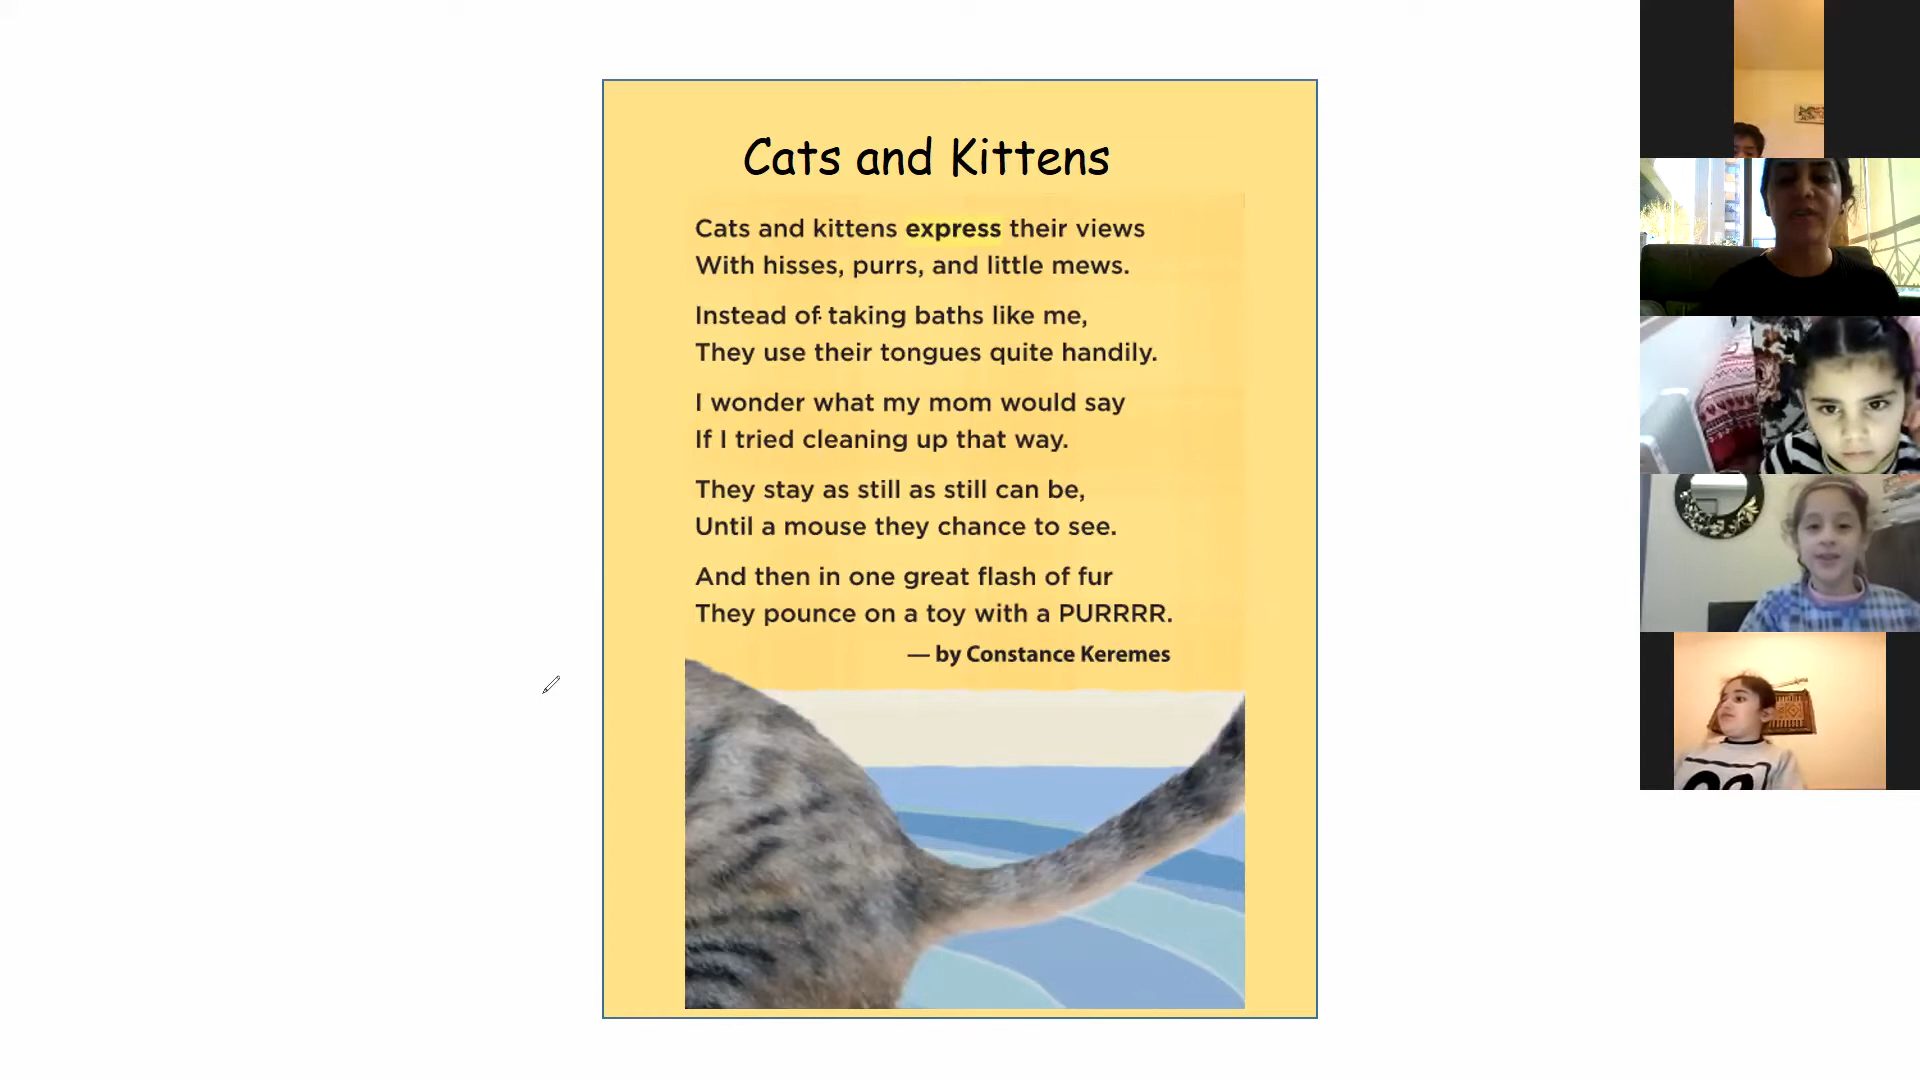 Cats and Kittens
Cats and kittens express their views
With hisses, purrs, and little mews.
Instead of taking baths like me,
They use their tongues quite handily.
I wonder what my mom would say
If I tried cleaning up that way.
They stay as still as still can be,
Until a mouse they chance to see.
And then in one great flash of fur
They pounce on a toy with a PURRRR.
— by Constance Keremes